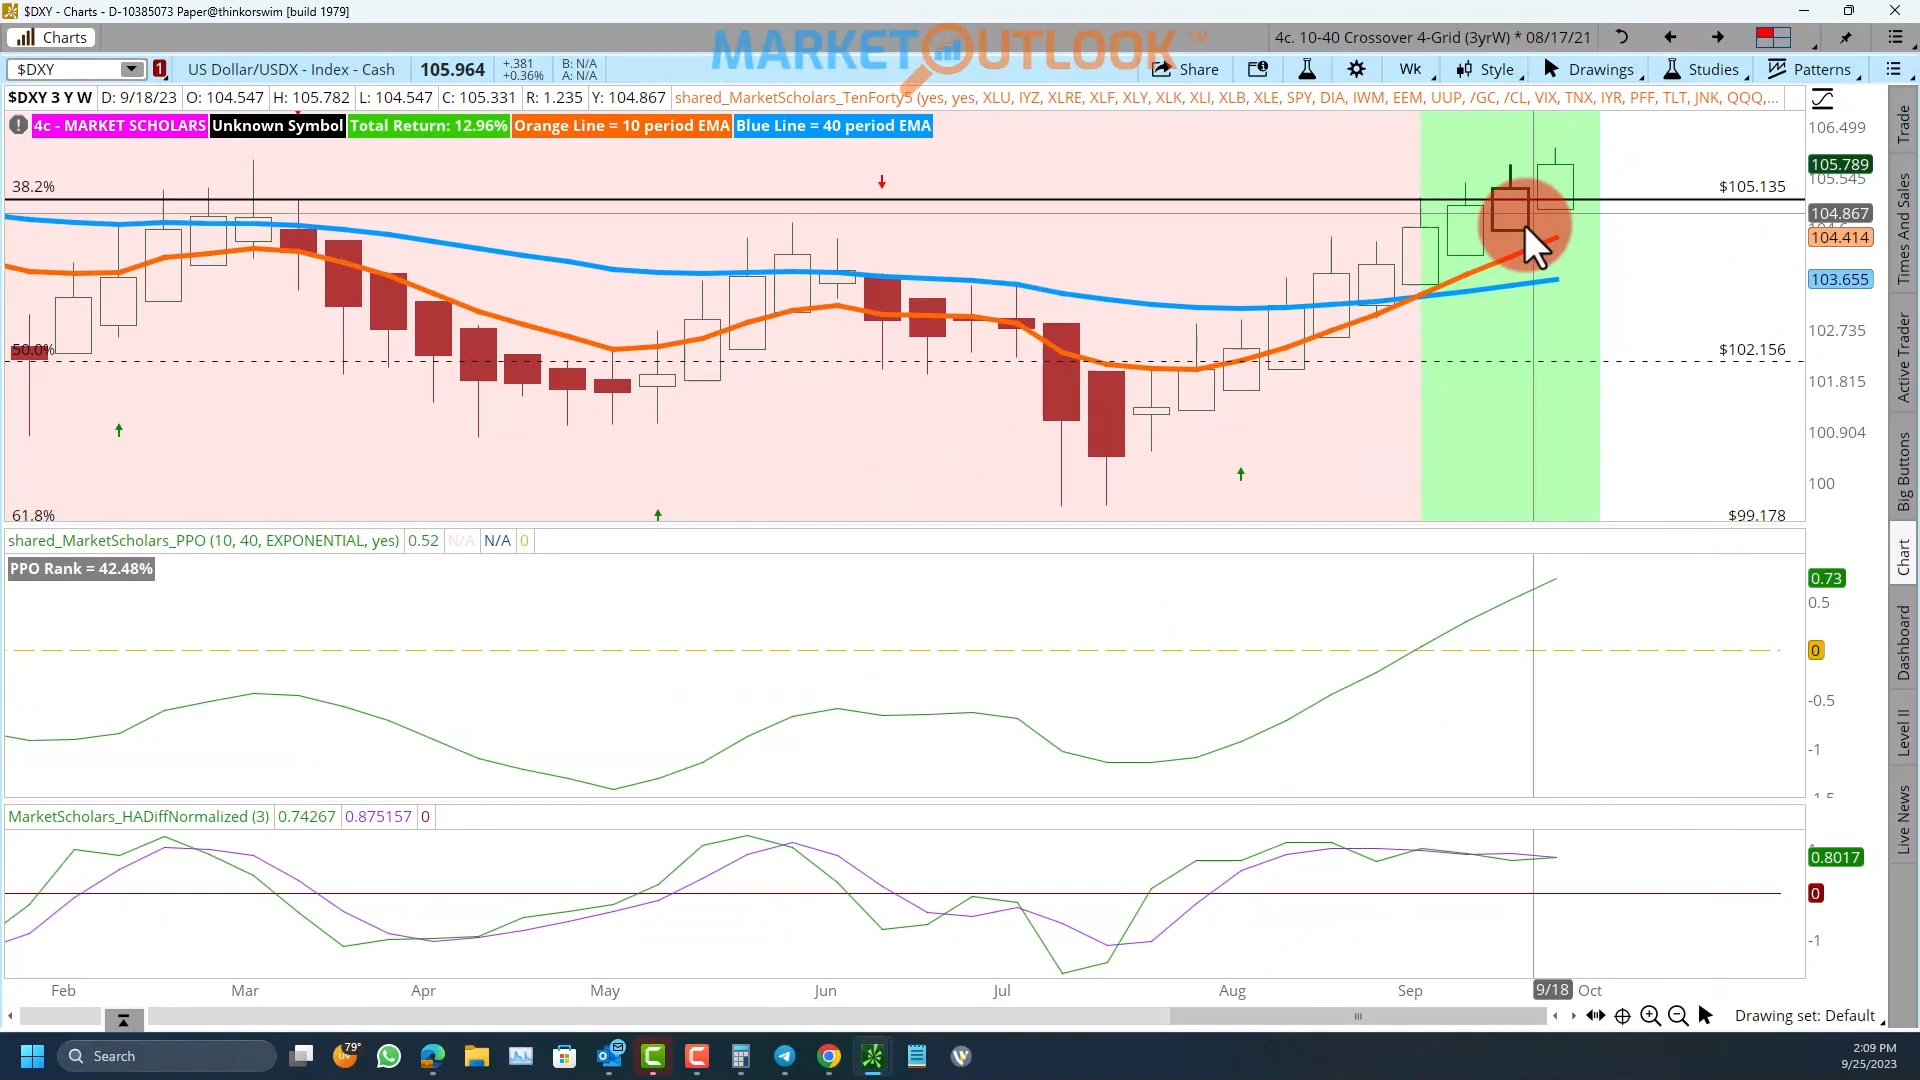 $DXY - Charts - D-10385073 Paper@thinkorswim [build 1979]
Charts
MARKET OUTLOOK SM
4c. 10-40 Crossover 4-Grid (3yrW) * 08/17/21
$DXY
1
US Dollar/USDX - Index - Cash
105.964
+.381
+0.36%
B: N/A
A: N/A
Share
Wk
Style
Drawings
Studies
Patterns
$DXY 3 Y W
D: 9/18/23
O: 104.547
H: 105.782
L: 104.547
C: 105.331
R: 1.235
Y: 104.867
shared_MarketScholars_TenForty5 (yes, yes, XLU, IYZ, XLRE, XLF, XLY, XLK, XLI, XLB, XLE, SPY, DIA, IWM, EEM, UUP, /GC, /CL, VIX, TNX, IYR, PFF, TLT, JNK, QQQ,...
4c - MARKET SCHOLARS
Unknown Symbol
Total Return: 12.96%
Orange Line = 10 period EMA
Blue Line = 40 period EMA
106.499
105.789
105.545
38.2%
$105.135
104.867
104.414
103.655
102.735
50.0%
$102.156
101.815
100.904
100
61.8%
$99.178
shared_MarketScholars_PPO (10, 40, EXPONENTIAL, yes)
0.52
N/A
N/A
0
PPO Rank = 42.48%
0.73
0.5
0
-0.5
-1
-1.5
MarketScholars_HADiffNormalized (3)
0.74267
0.875157
0
1
0.8017
0
-1
Feb
Mar
Apr
May
Jun
Jul
Aug
Sep
9/18
Oct
Drawing set: Default
Trade
Times And Sales
Active Trader
Big Buttons
Chart
Dashboard
Level II
Live News
Search
79°
UV
2:09 PM
9/25/2023